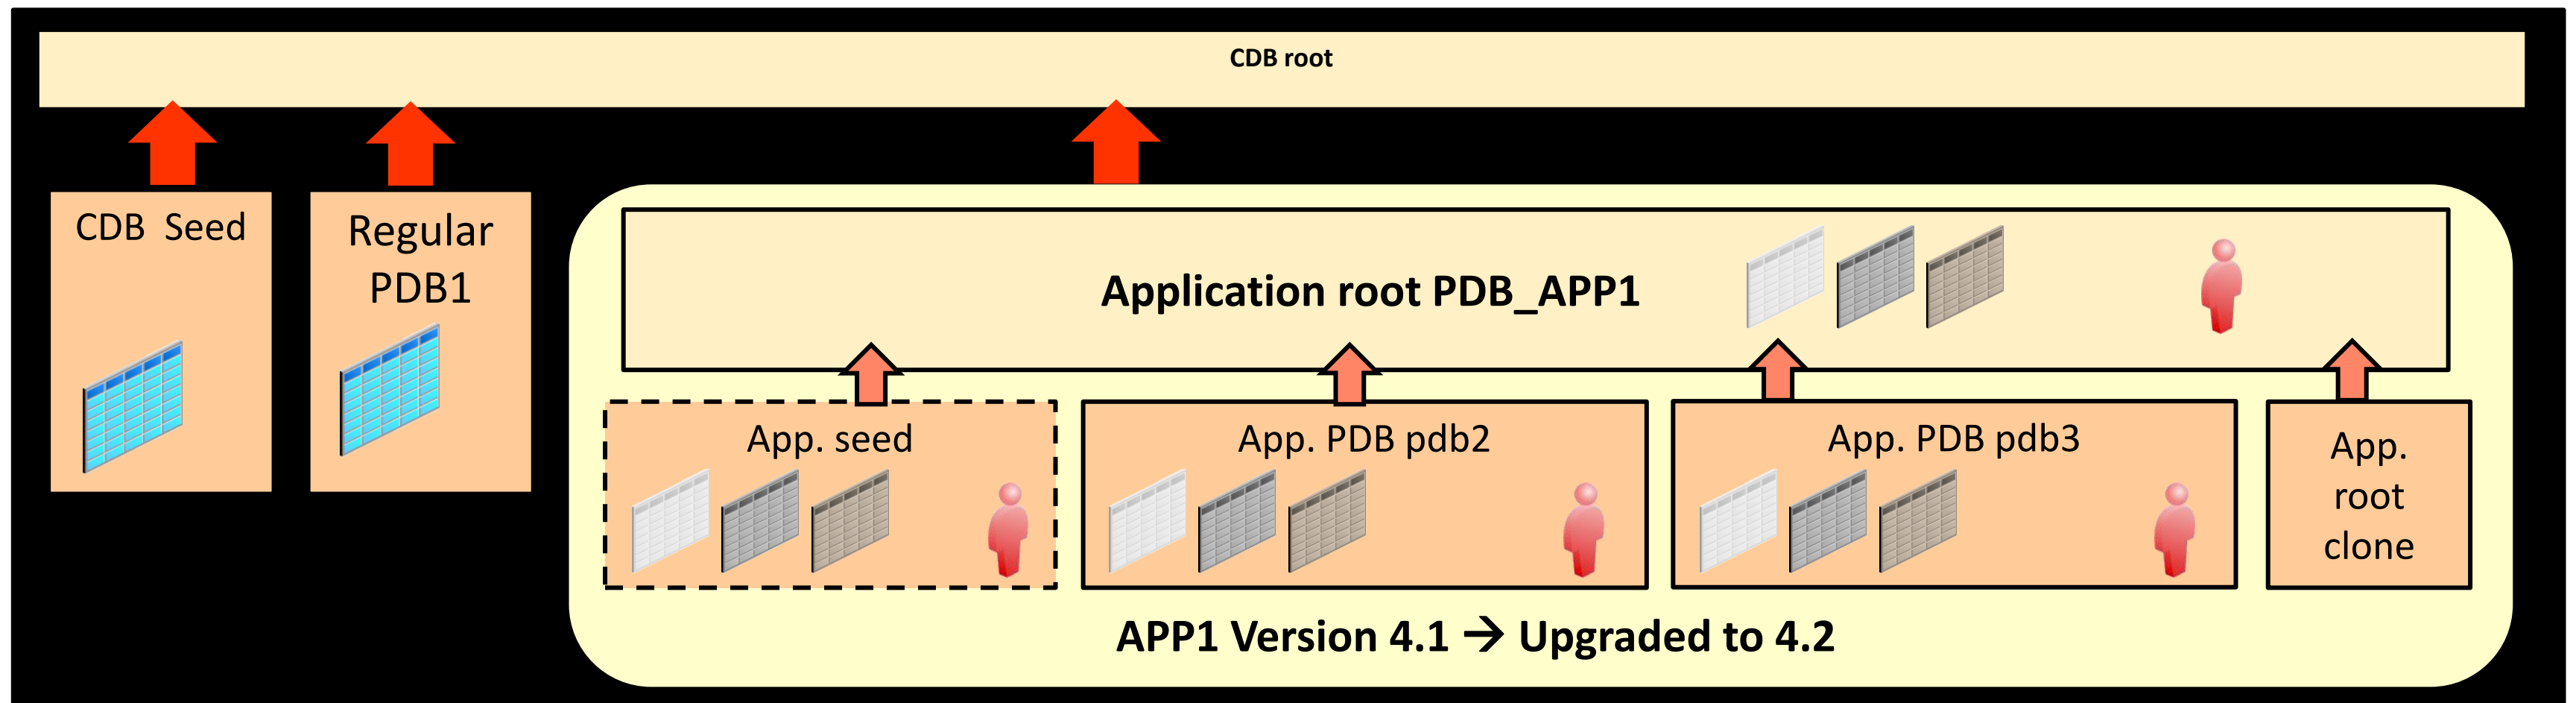 CDB root
CDB Seed
Regular
PDB1
Application root PDB_APP1
App. seed
App. PDB pdb2
App. PDB pdb3
App.
root
clone
APP1 Version 4.1 → Upgraded to 4.2